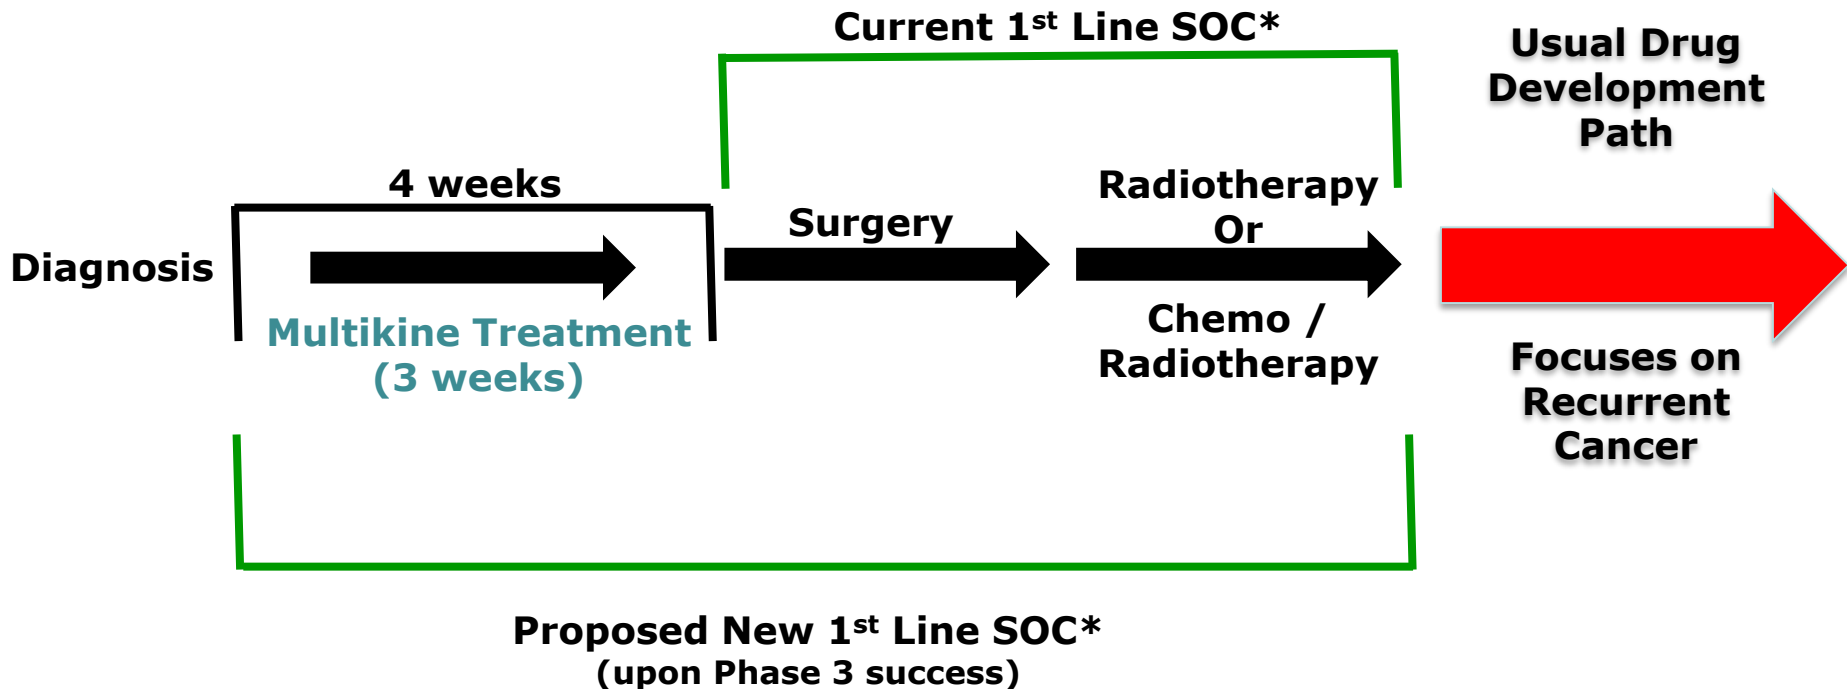 Current 1st Line SOC*
Usual Drug
Development
Path
4 weeks
Diagnosis
Multikine Treatment
(3 weeks)
Surgery
Radiotherapy
Or
Chemo /
Radiotherapy
Focuses on
Recurrent
Cancer
Proposed New 1st Line SOC*
(upon Phase 3 success)